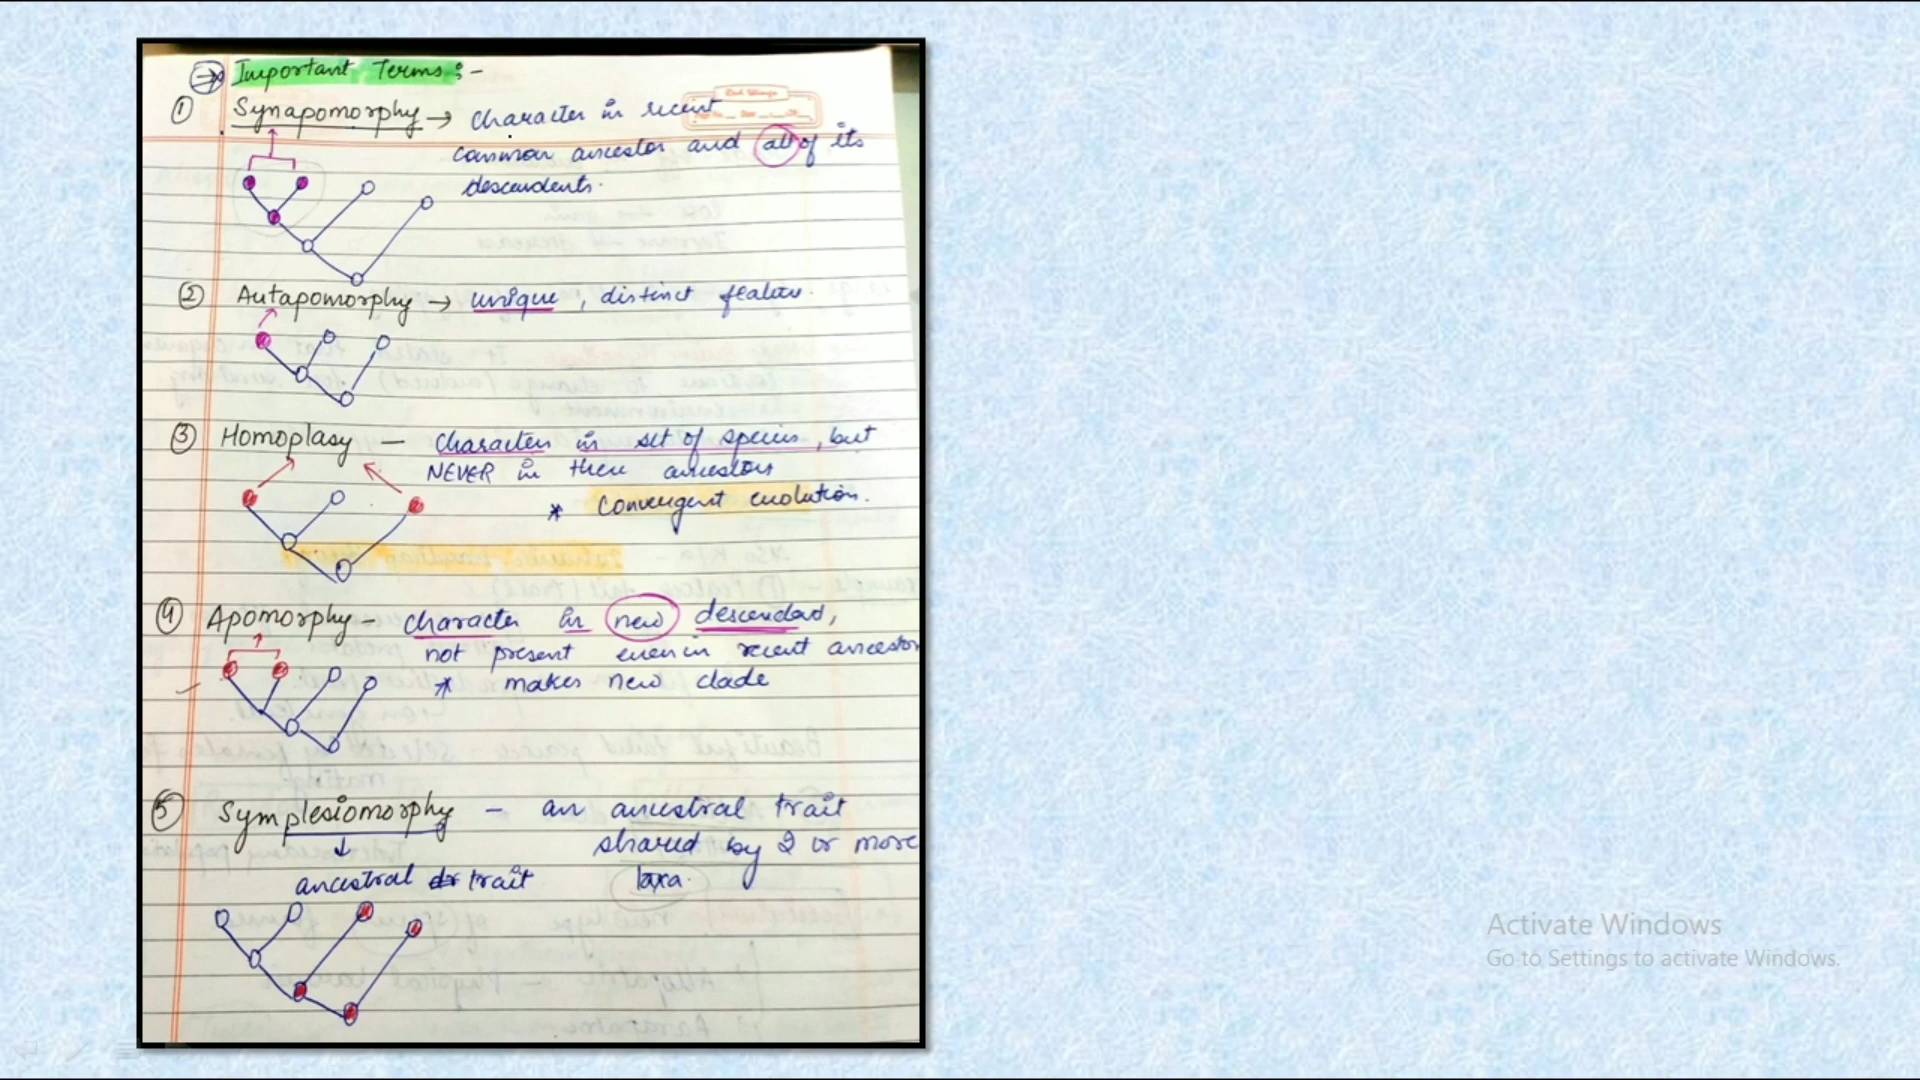 Important Terms:-
① Synapomorphy → character in recent
common ancestor and all of its
descendents.
② Autapomorphy → unique, distinct feature.
③ Homoplasy — character in set of species, but
NEVER in there ancestors
* Convergent evolution.
④ Apomorphy - character in new descendant,
not present even in recent ancestor
* makes new clade
⑤ Symplesiomorphy - an ancestral trait
shared by 2 or more
ancestral trait taxa.
Activate Windows
Go to Settings to activate Windows.